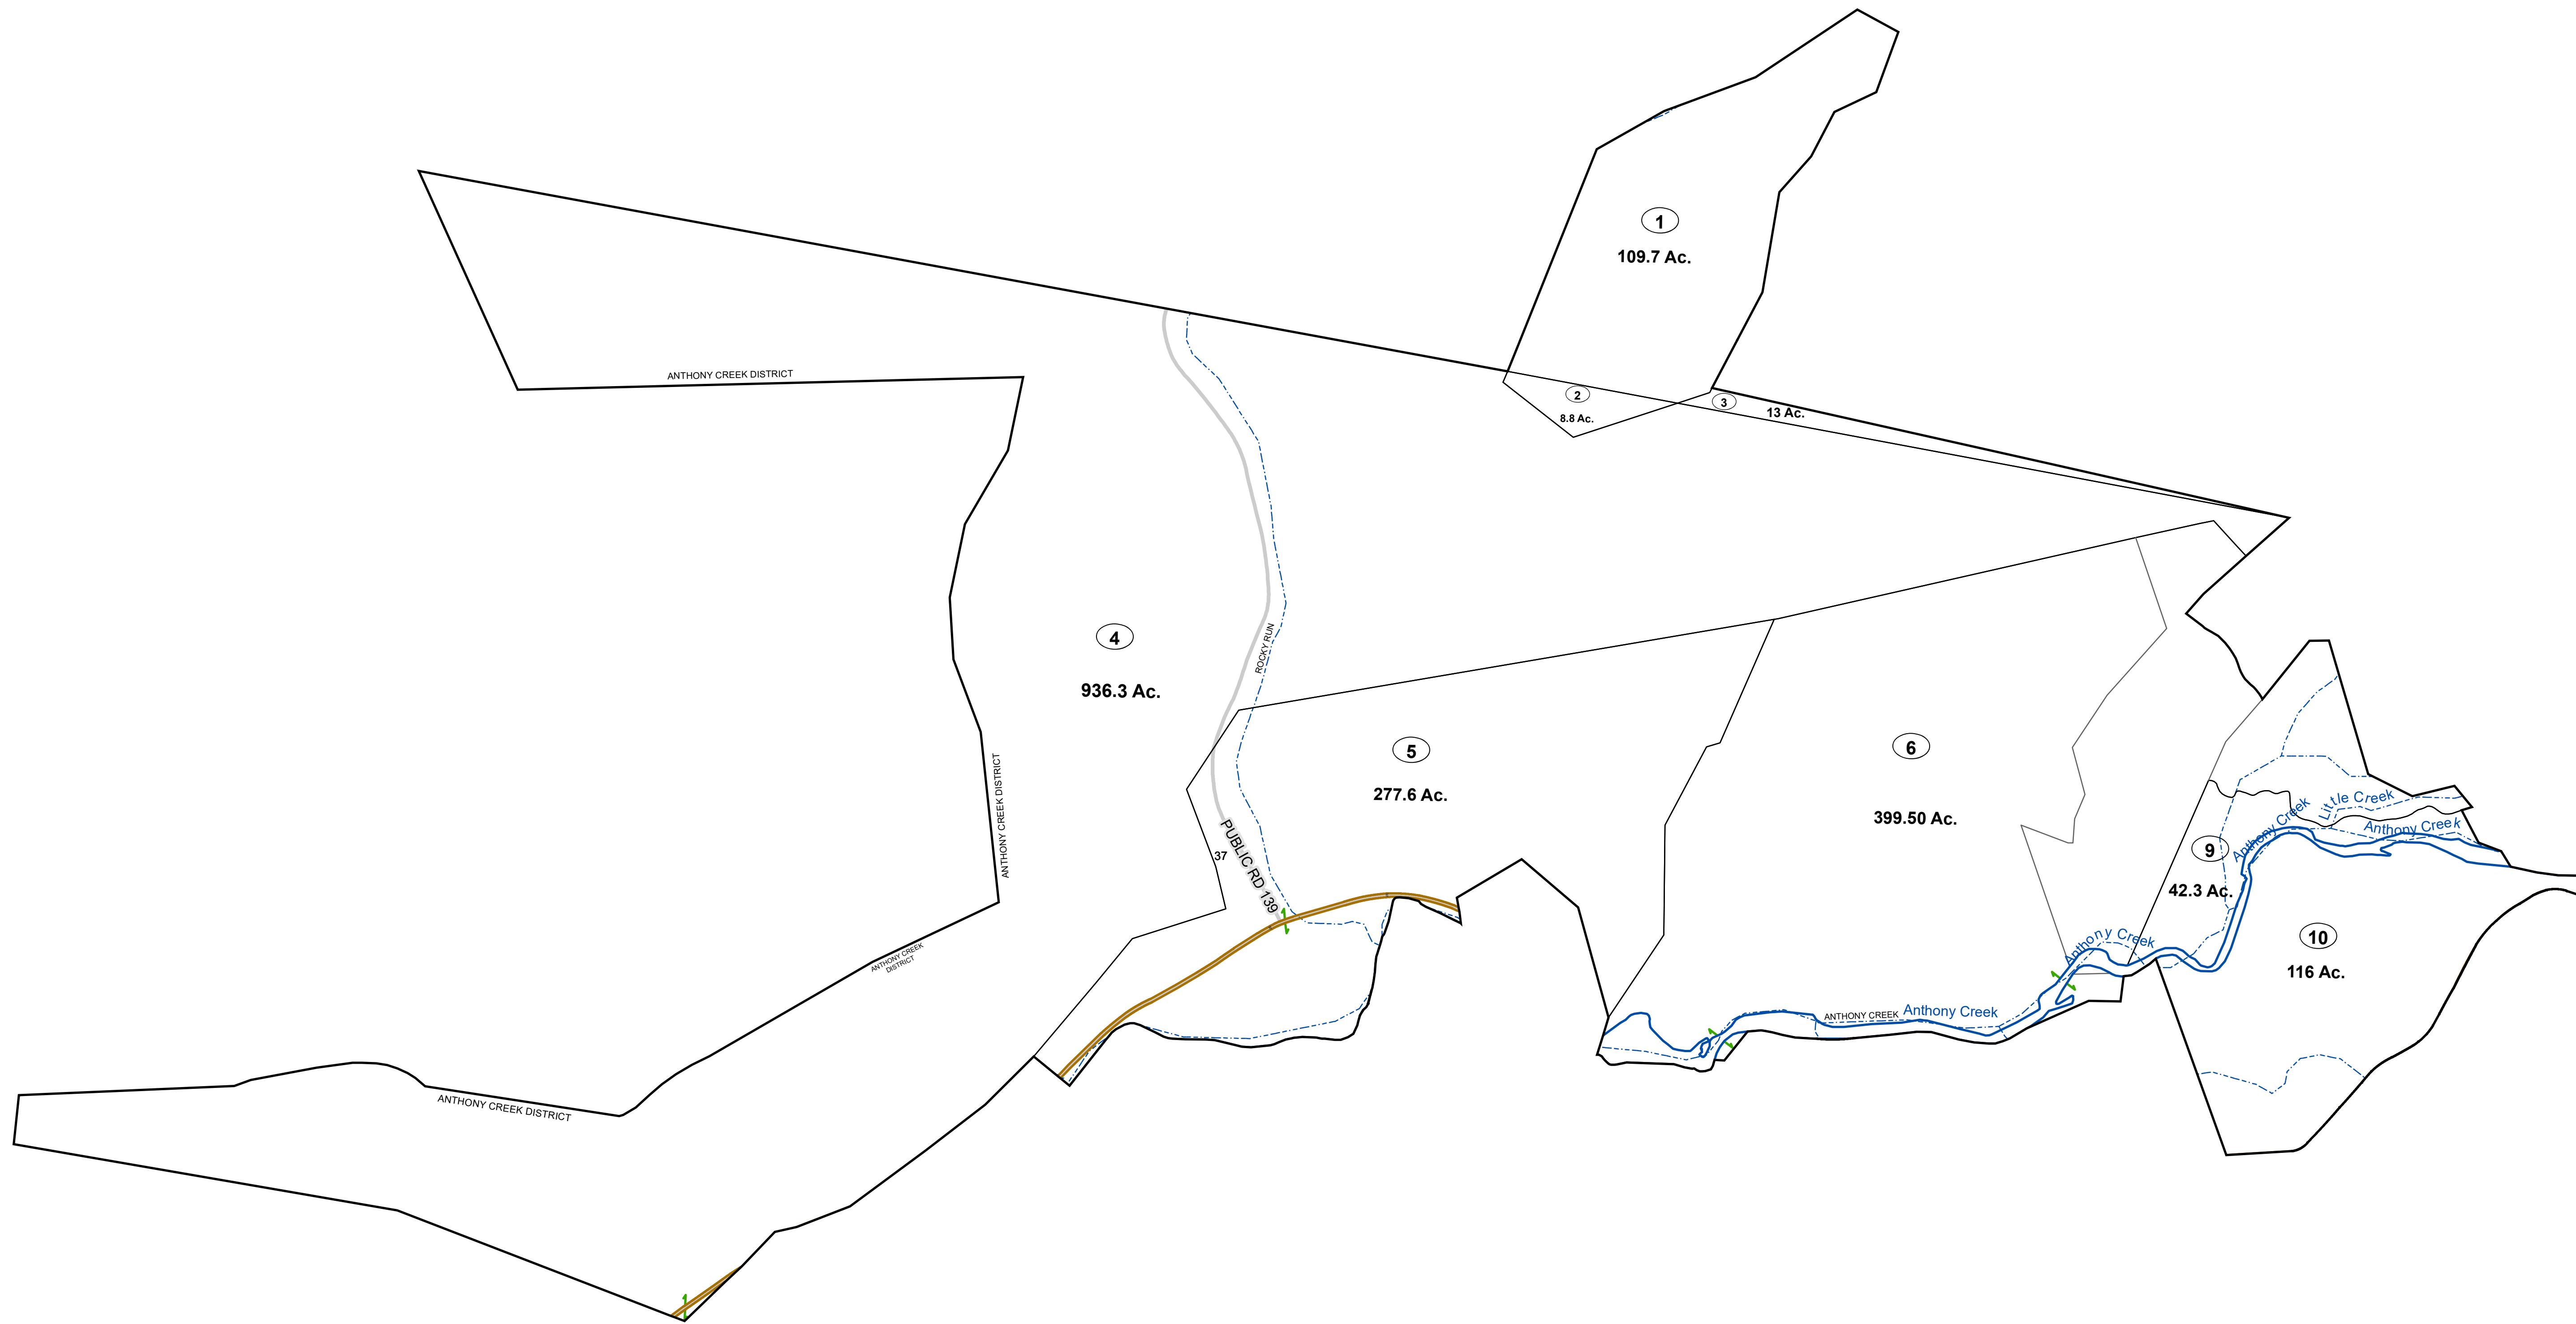 1
109.7 Ac.
ANTHONY CREEK DISTRICT
2
8.8 Ac.
3
13 Ac.
4
936.3 Ac.
ROCKY RUN
5
277.6 Ac.
6
399.50 Ac.
ANTHONY CREEK DISTRICT
PUBLIC RD 139
37
Little Creek
Anthony Creek
Anthony Creek
9
42.3 Ac.
10
116 Ac.
Anthony Creek
ANTHONY CREEK
DISTRICT
ANTHONY CREEK
Anthony Creek
ANTHONY CREEK DISTRICT